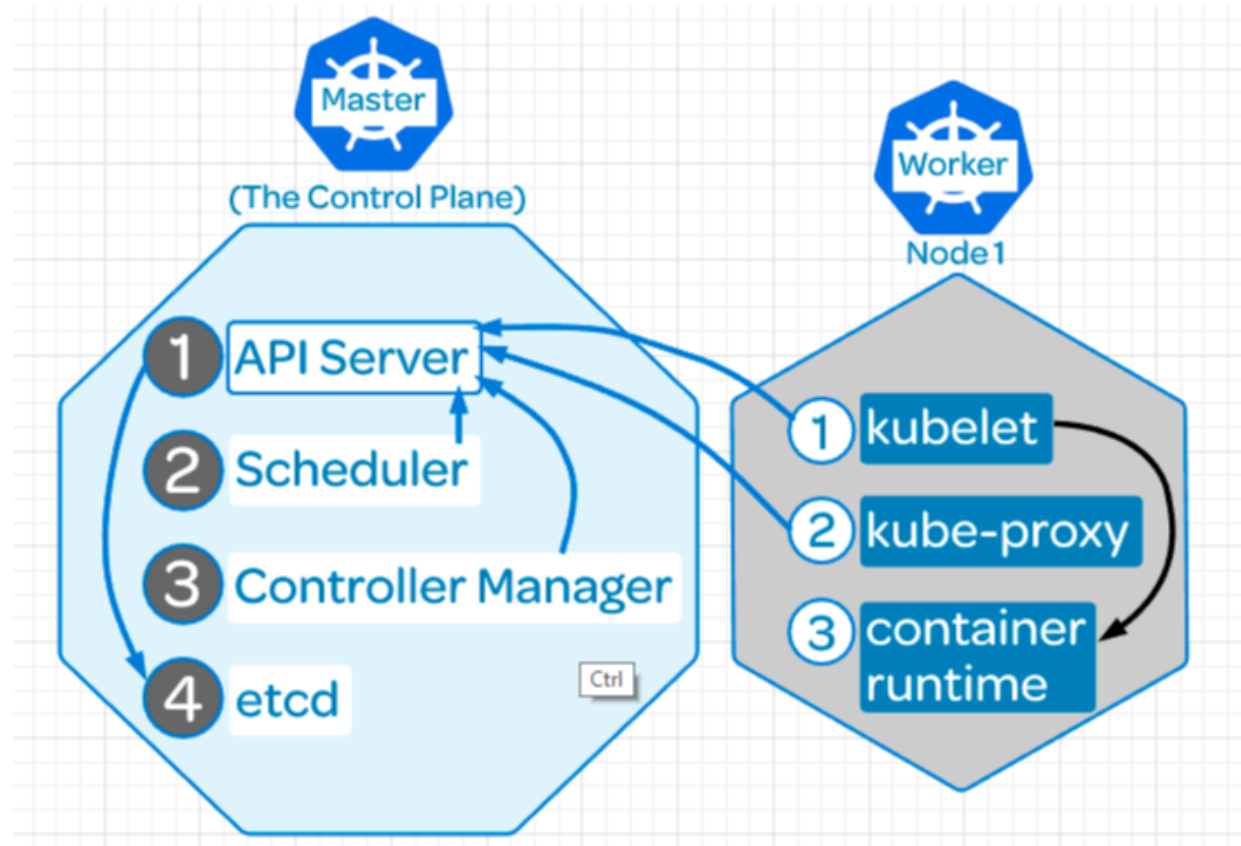 Master
(The Control Plane)
1 API Server
2 Scheduler
3 Controller Manager
4 etcd
Ctrl
Worker
Node 1
1 kubelet
2 kube-proxy
3 container
runtime